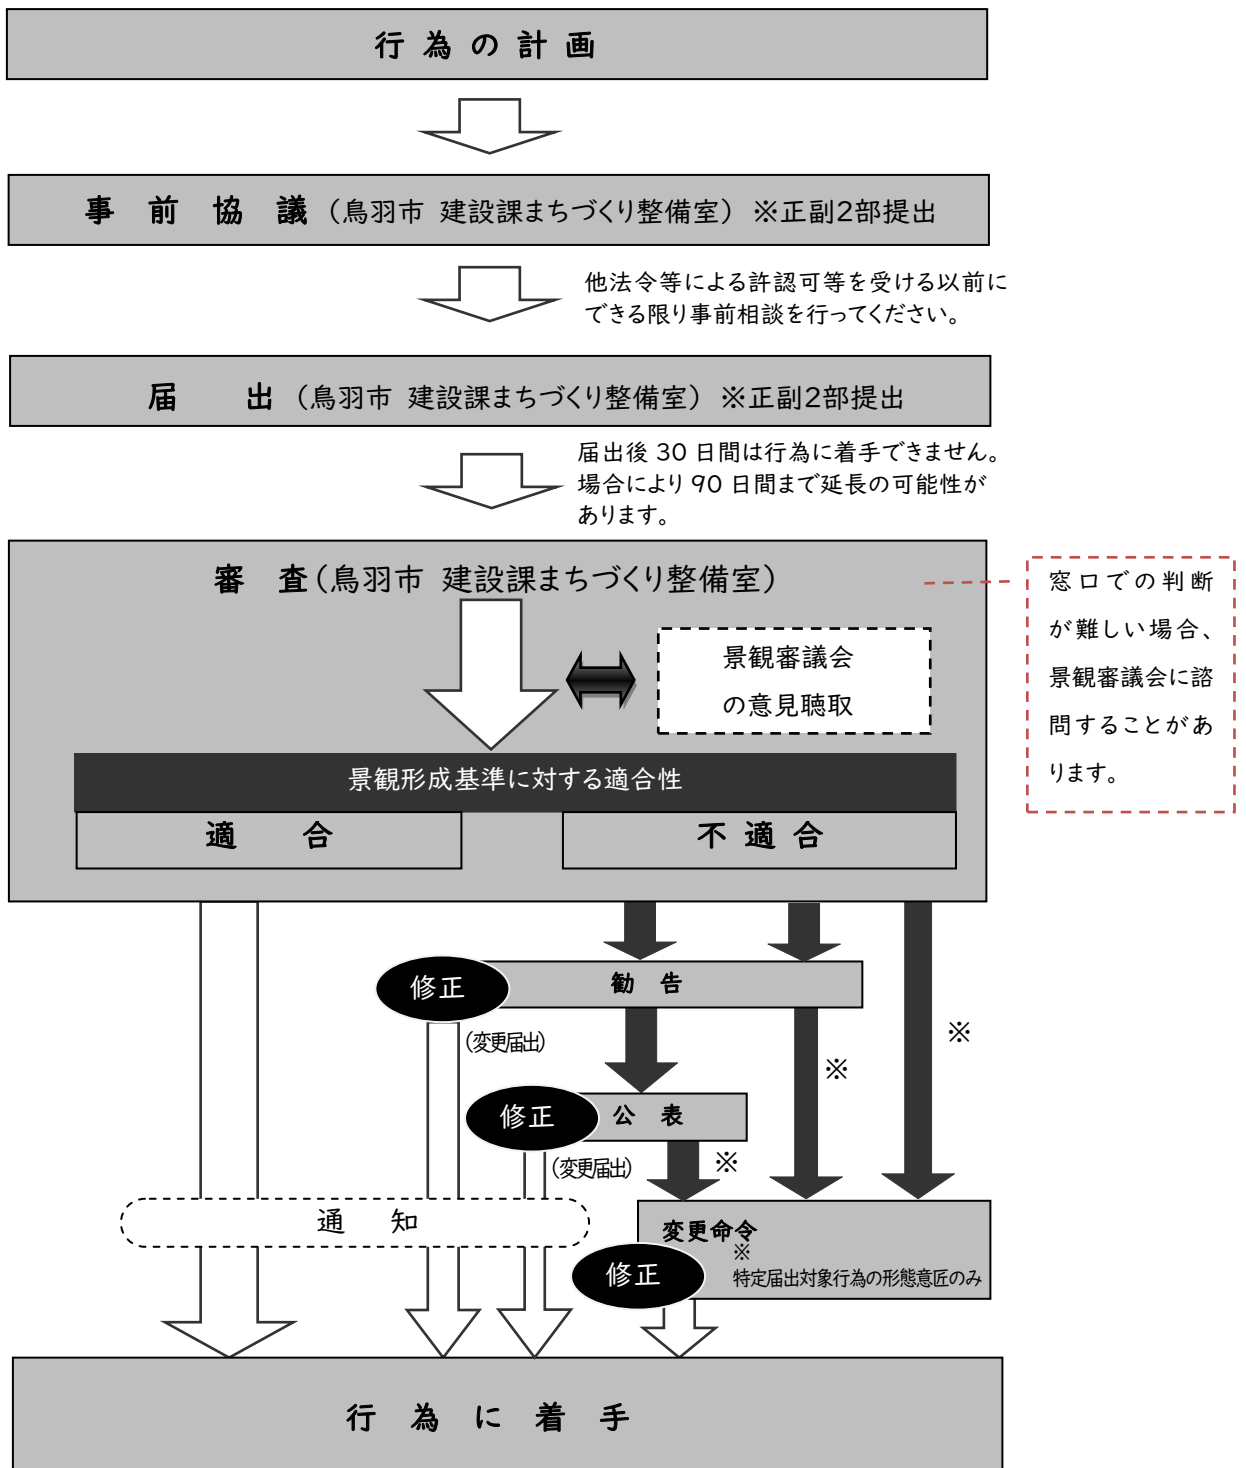 行為の計画
事前協議（鳥羽市 建設課まちづくり整備室）※正副2部提出
他法令等による許認可等を受ける以前に
できる限り事前相談を行ってください。
届出（鳥羽市 建設課まちづくり整備室）※正副2部提出
届出後30日間は行為に着手できません。
場合により90日間まで延長の可能性が
あります。
審査（鳥羽市 建設課まちづくり整備室）
窓口での判断
が難しい場合、
景観審議会に諮
問することがあ
ります。
景観審議会
の意見聴取
景観形成基準に対する適合性
適合
不適合
修正
勧告
（変更届出）
※
※
修正
公表
（変更届出）
※
通知
変更命令
※
特定届出対象行為の形態意匠のみ
修正
行為に着手